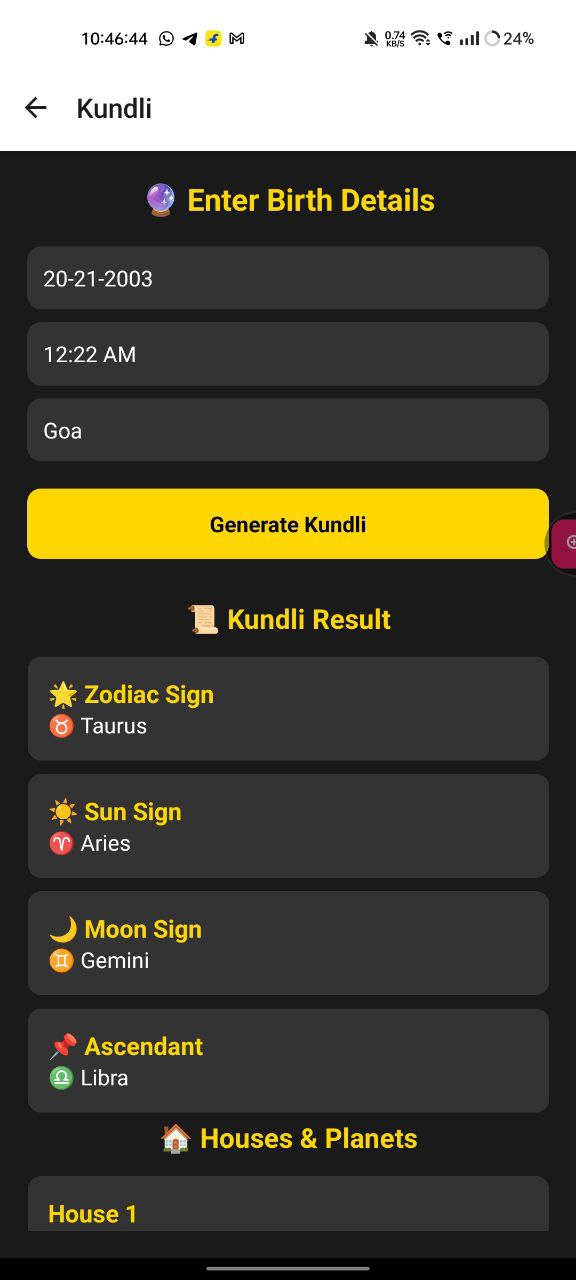 10:46:44
0.74
KB/S
24%
Kundli
Enter Birth Details
20-21-2003
12:22 AM
Goa
Generate Kundli
Kundli Result
Zodiac Sign
Taurus
Sun Sign
Aries
Moon Sign
Gemini
Ascendant
Libra
Houses & Planets
House 1